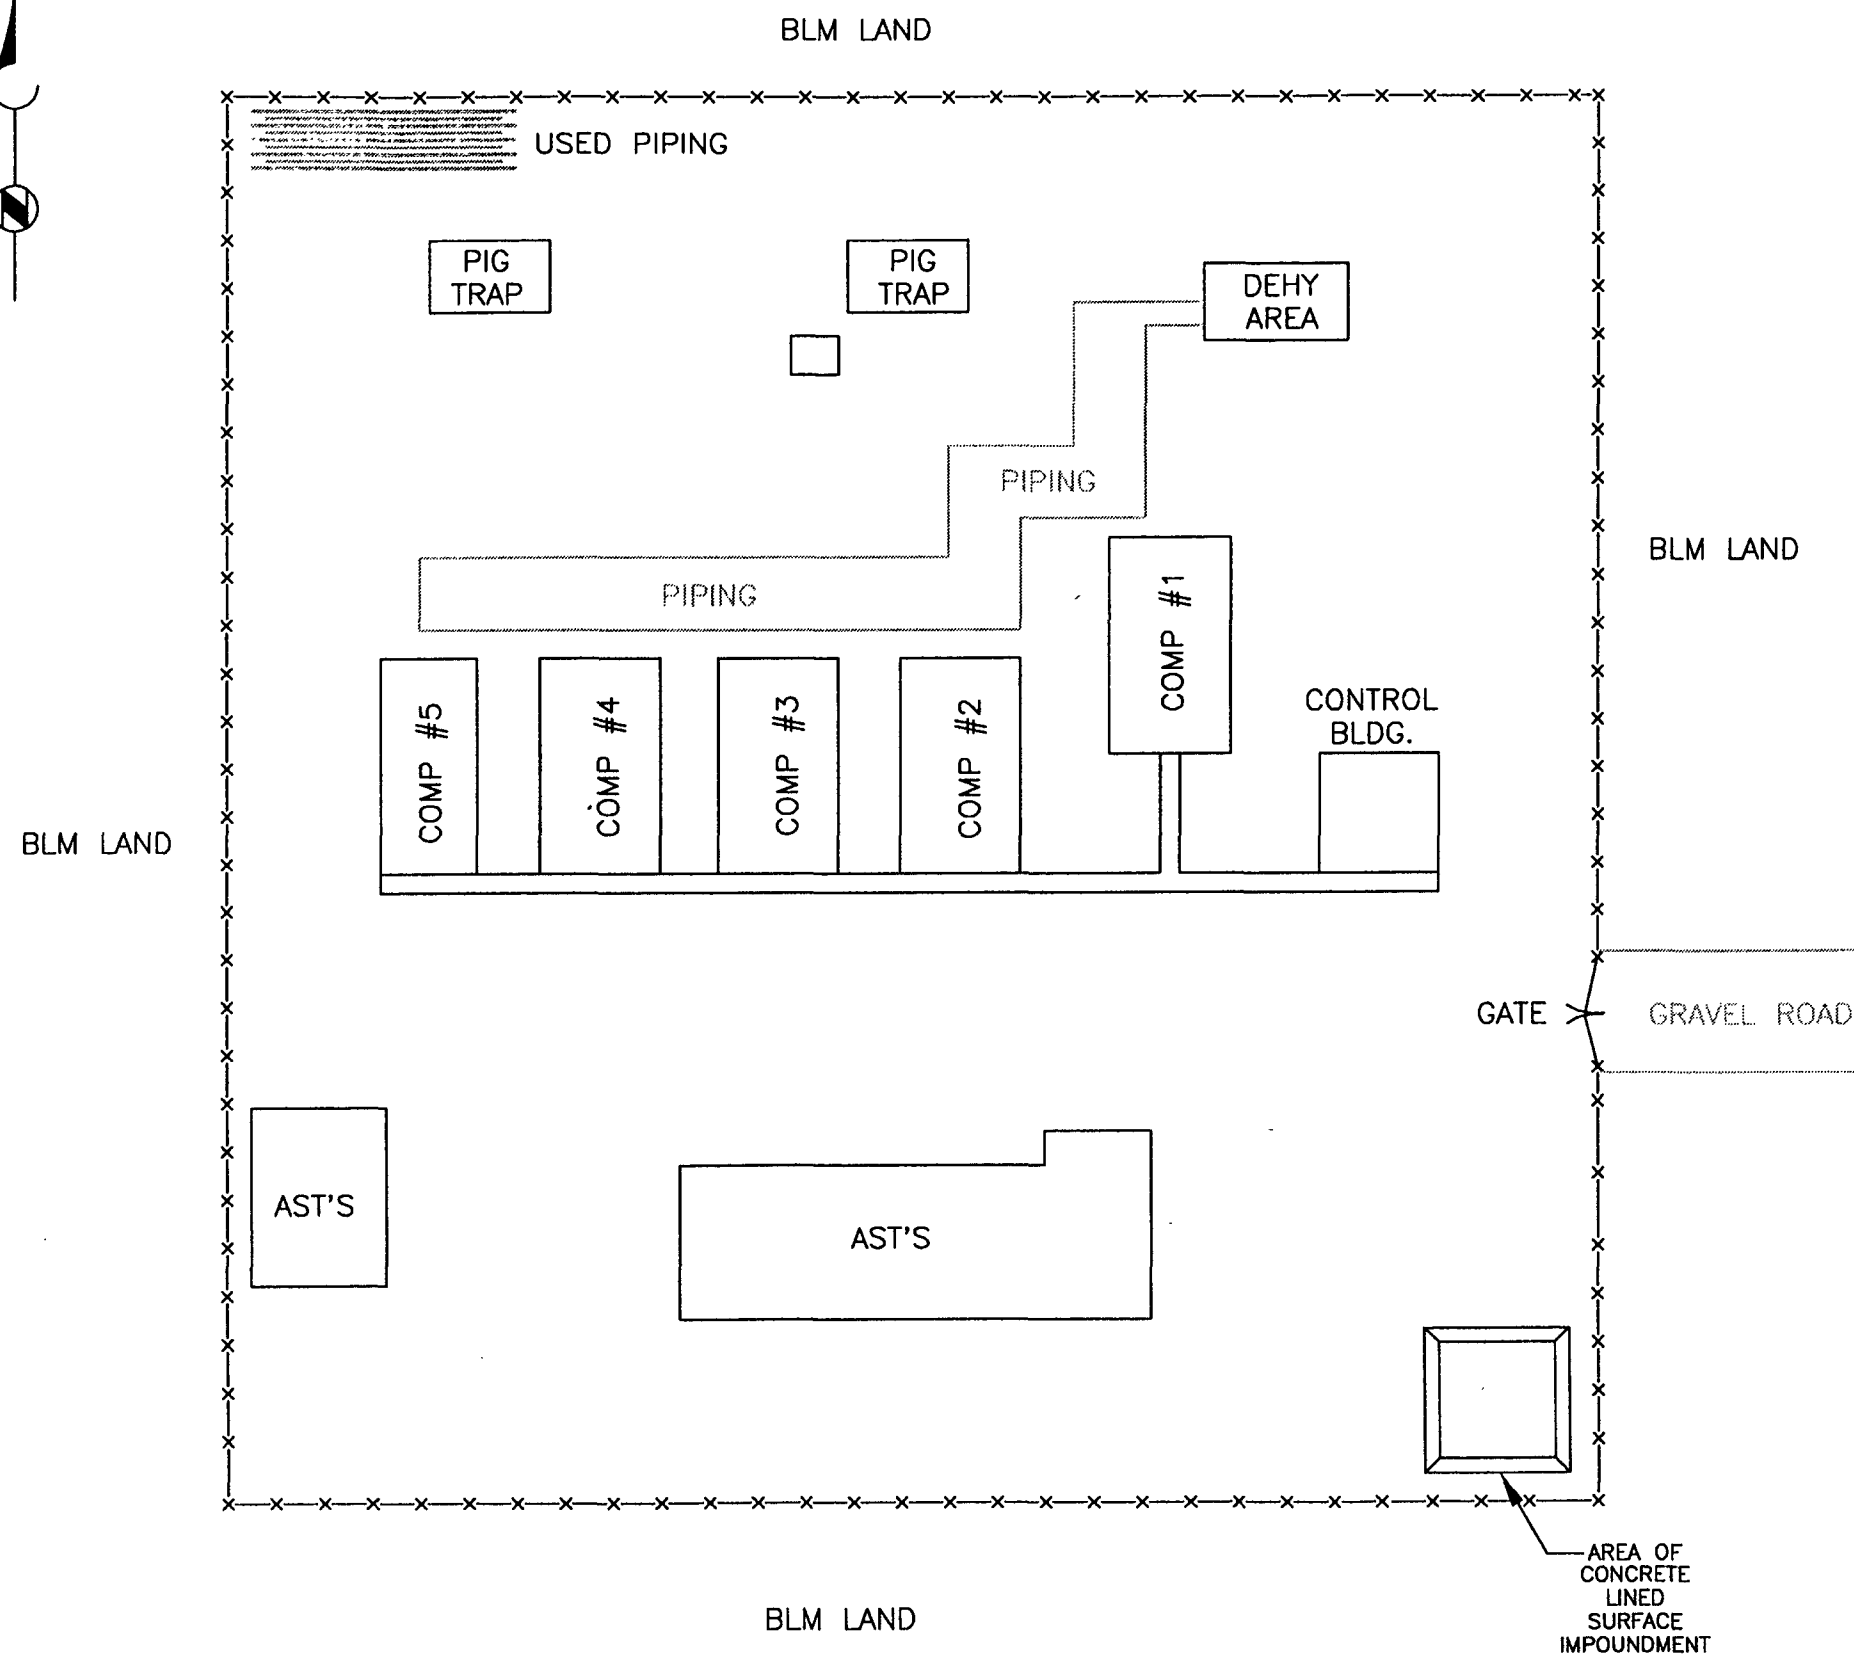 BLM LAND
USED PIPING
PIG
TRAP
PIG
TRAP
DEHY
AREA
PIPING
BLM LAND
PIPING
COMP #1
CONTROL
BLDG.
COMP #5
COMP #4
COMP #3
COMP #2
BLM LAND
GATE
GRAVEL ROAD
AST'S
AST'S
AREA OF
CONCRETE
LINED
SURFACE
IMPOUNDMENT
BLM LAND